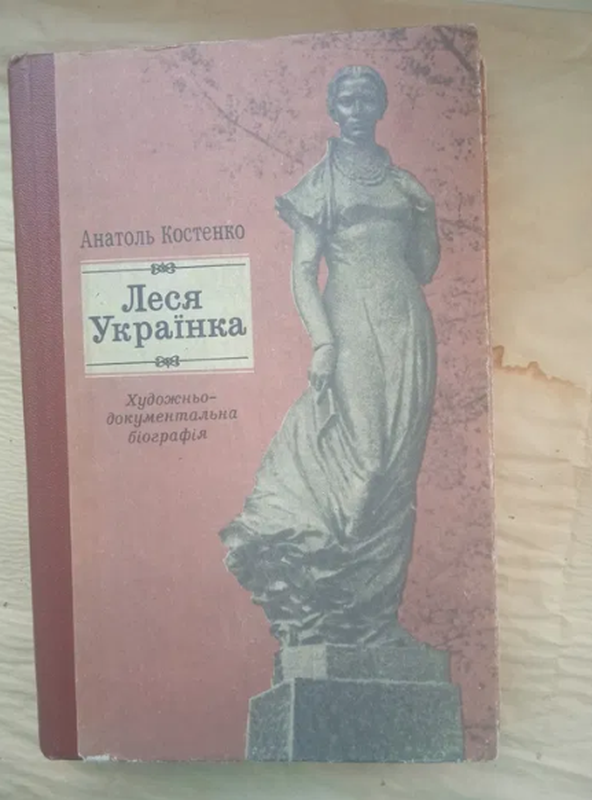 Анатоль Костенко
Леся
Українка
Художньо-
документальна
біографія